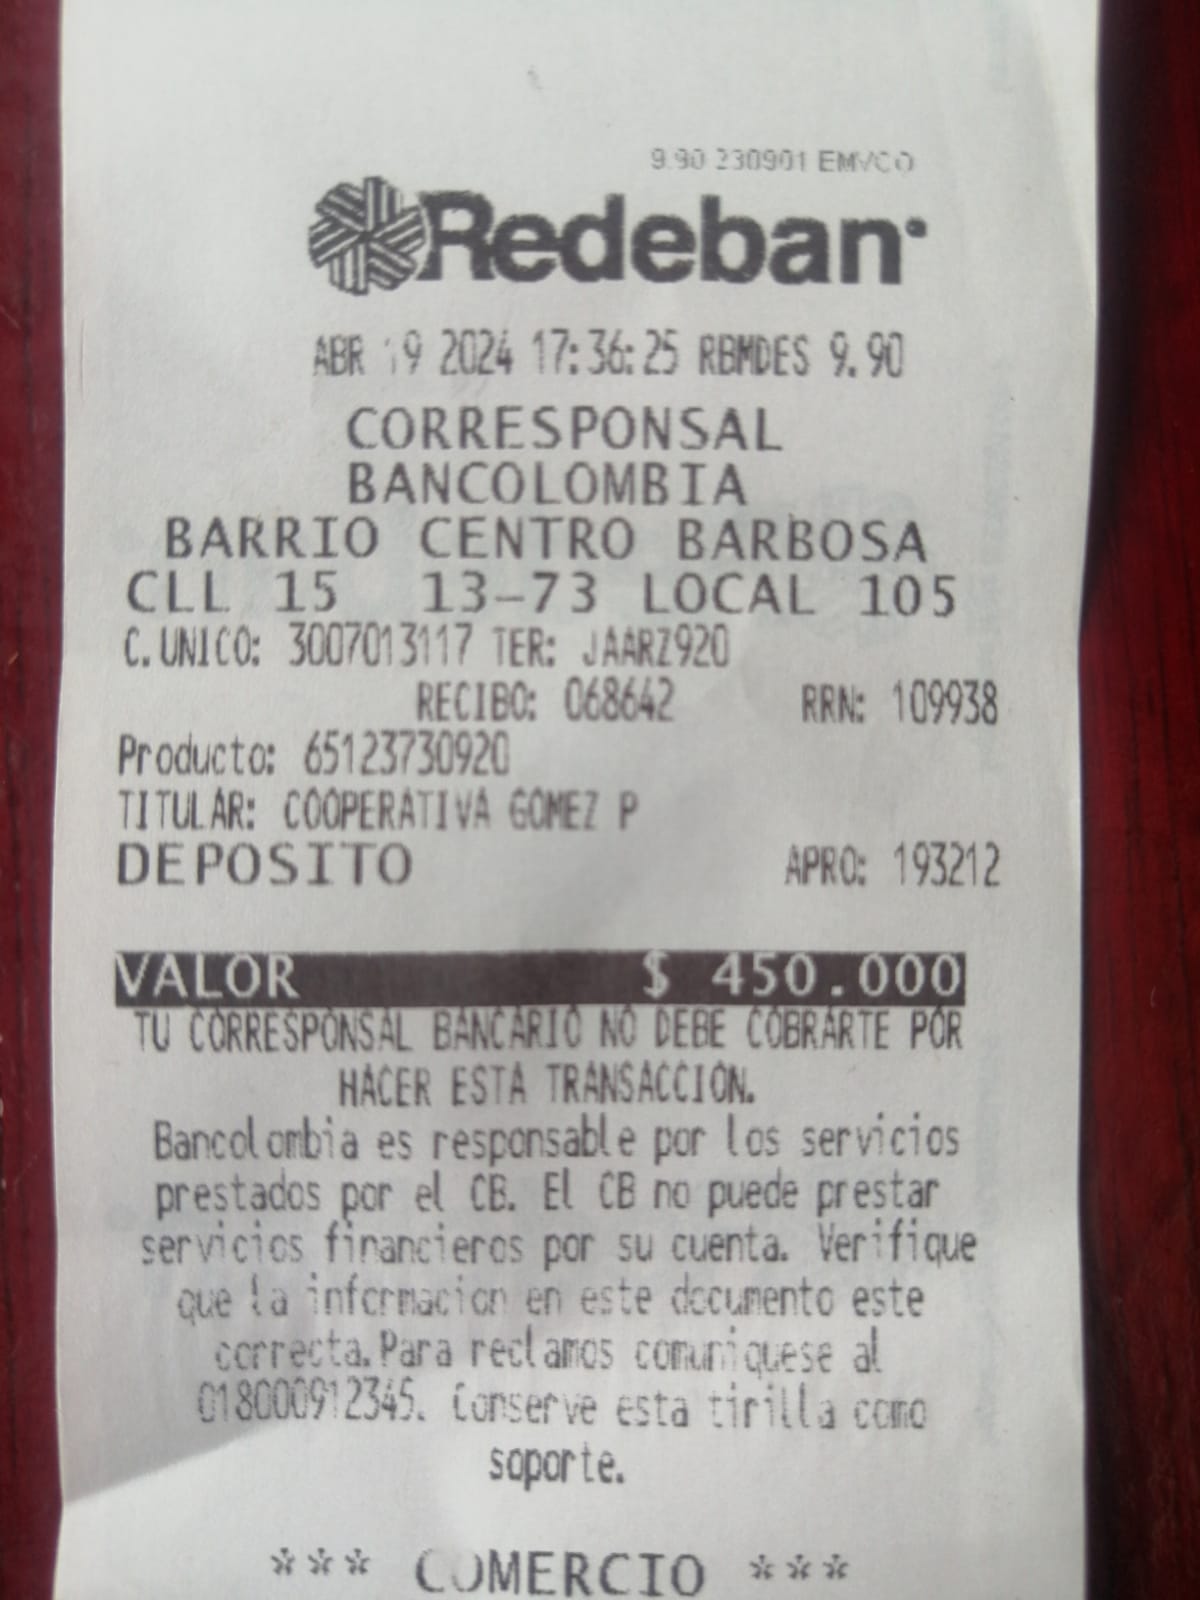 9.90 230901 EMVCO
Redeban
ABR 19 2024 17:36:25 RBMDES 9.90
CORRESPONSAL
BANCOLOMBIA
BARRIO CENTRO BARBOSA
CLL 15 13-73 LOCAL 105
C.UNICO: 3007013117 TER: JAARZ920
RECIBO: 068642 RRN: 109938
Producto: 65123730920
TITULAR: COOPERATIVA GOMEZ P
DEPOSITO APRO: 193212
VALOR $ 450.000
TU CORRESPONSAL BANCARIO NO DEBE COBRARTE POR
HACER ESTA TRANSACCION.
Bancolombia es responsable por los servicios
prestados por el CB. El CB no puede prestar
servicios financieros por su cuenta. Verifique
que la informacion en este documento este
correcta.Para reclamos comuniquese al
018000912345. Conserve esta tirilla como
soporte.
*** COMERCIO ***